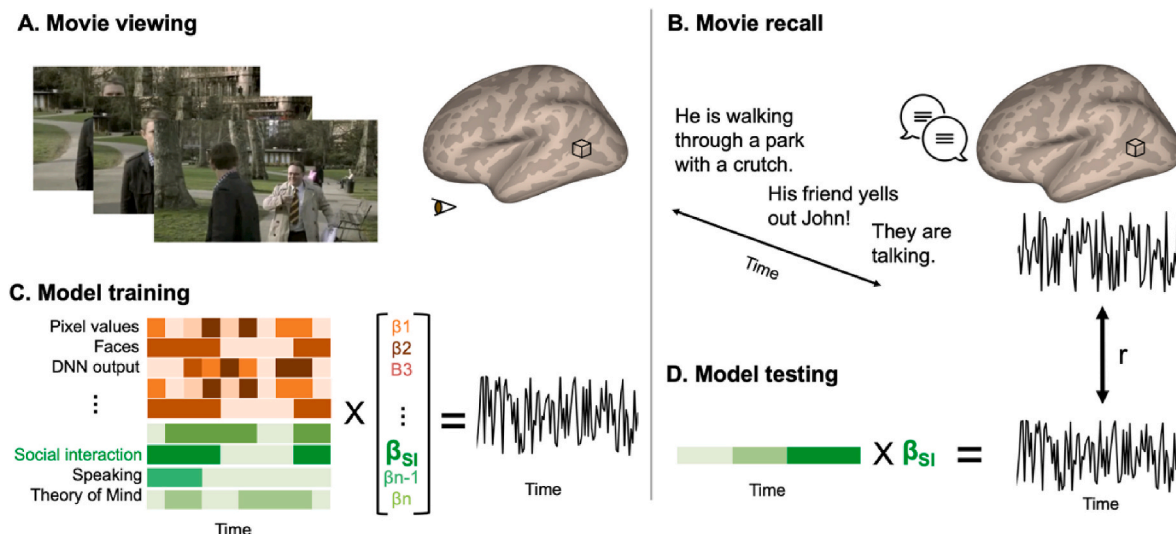 A. Movie viewing
B. Movie recall
He is walking
through a park
with a crutch.
His friend yells
out John!
They are
talking.
Time
C. Model training
Pixel values
Faces
DNN output
⋮
Social interaction
Speaking
Theory of Mind
Time
X
β1
β2
B3
⋮
βSI
βn-1
βn
=
Time
r
D. Model testing
X βSI =
Time
Time